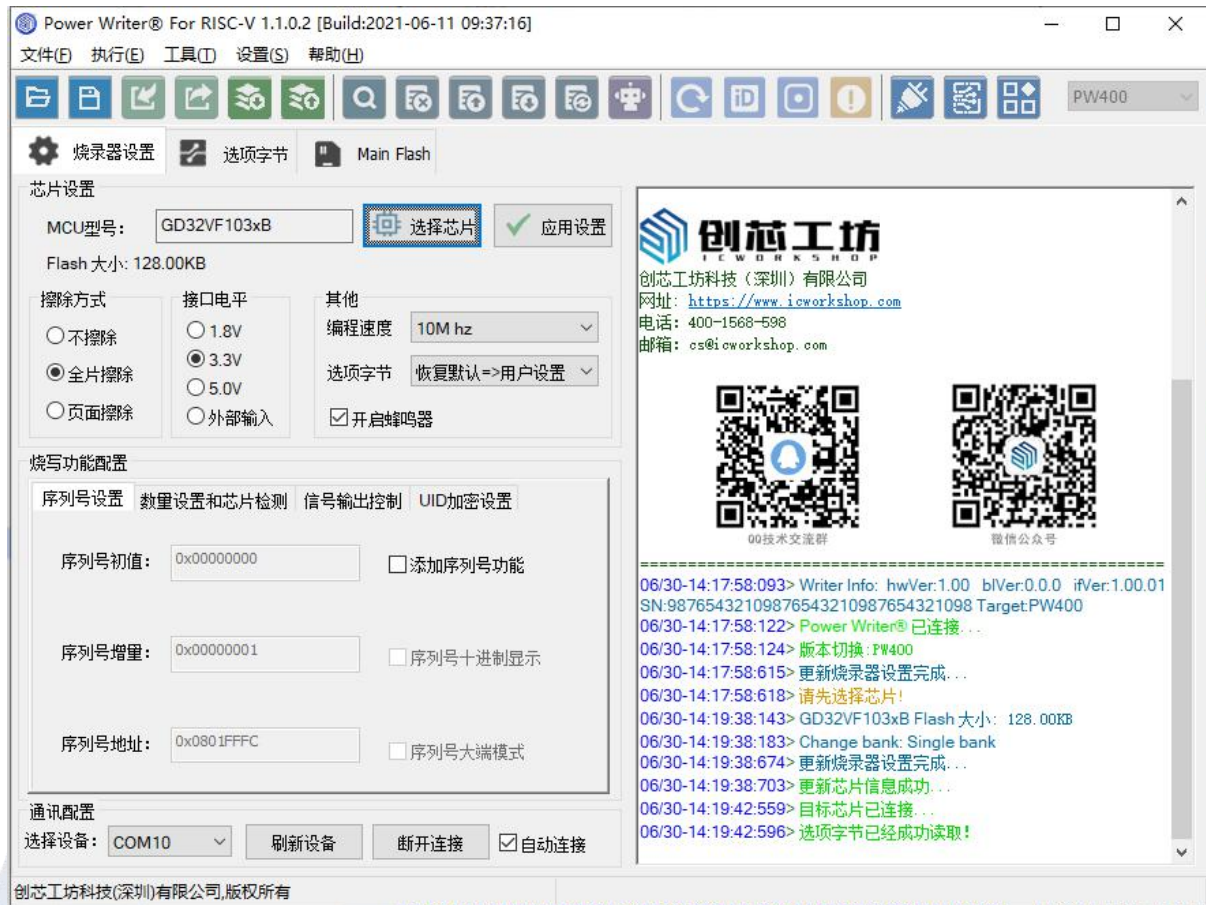 Power Writer® For RISC-V 1.1.0.2 [Build:2021-06-11 09:37:16]
文件(F) 执行(E) 工具(T) 设置(S) 帮助(H)
iD
PW400
烧录器设置 选项字节 Main Flash
芯片设置
MCU型号: GD32VF103xB 选择芯片 应用设置
Flash 大小: 128.00KB
擦除方式
不擦除
全片擦除
页面擦除
接口电平
1.8V
3.3V
5.0V
外部输入
其他
编程速度 10M hz
选项字节 恢复默认=>用户设置
开启蜂鸣器
烧写功能配置
序列号设置 数量设置和芯片检测 信号输出控制 UID加密设置
序列号初值: 0x00000000 添加序列号功能
序列号增量: 0x00000001 序列号十进制显示
序列号地址: 0x0801FFFC 序列号大端模式
通讯配置
选择设备: COM10 刷新设备 断开连接 自动连接
创芯工坊
ICWORKSHOP
创芯工坊科技（深圳）有限公司
网址: https://www.icworkshop.com
电话: 400-1568-598
邮箱: cs@icworkshop.com
QQ技术交流群 微信公众号
==================================================
06/30-14:17:58:093> Writer Info: hwVer:1.00 blVer:0.0.0 ifVer:1.00.01
SN:98765432109876543210987654321098 Target:PW400
06/30-14:17:58:122> Power Writer® 已连接...
06/30-14:17:58:124> 版本切换:PW400
06/30-14:17:58:615> 更新烧录器设置完成...
06/30-14:17:58:618> 请先选择芯片!
06/30-14:19:38:143> GD32VF103xB Flash 大小: 128.00KB
06/30-14:19:38:183> Change bank: Single bank
06/30-14:19:38:674> 更新烧录器设置完成...
06/30-14:19:38:703> 更新芯片信息成功...
06/30-14:19:42:559> 目标芯片已连接...
06/30-14:19:42:596> 选项字节已经成功读取!
创芯工坊科技(深圳)有限公司,版权所有